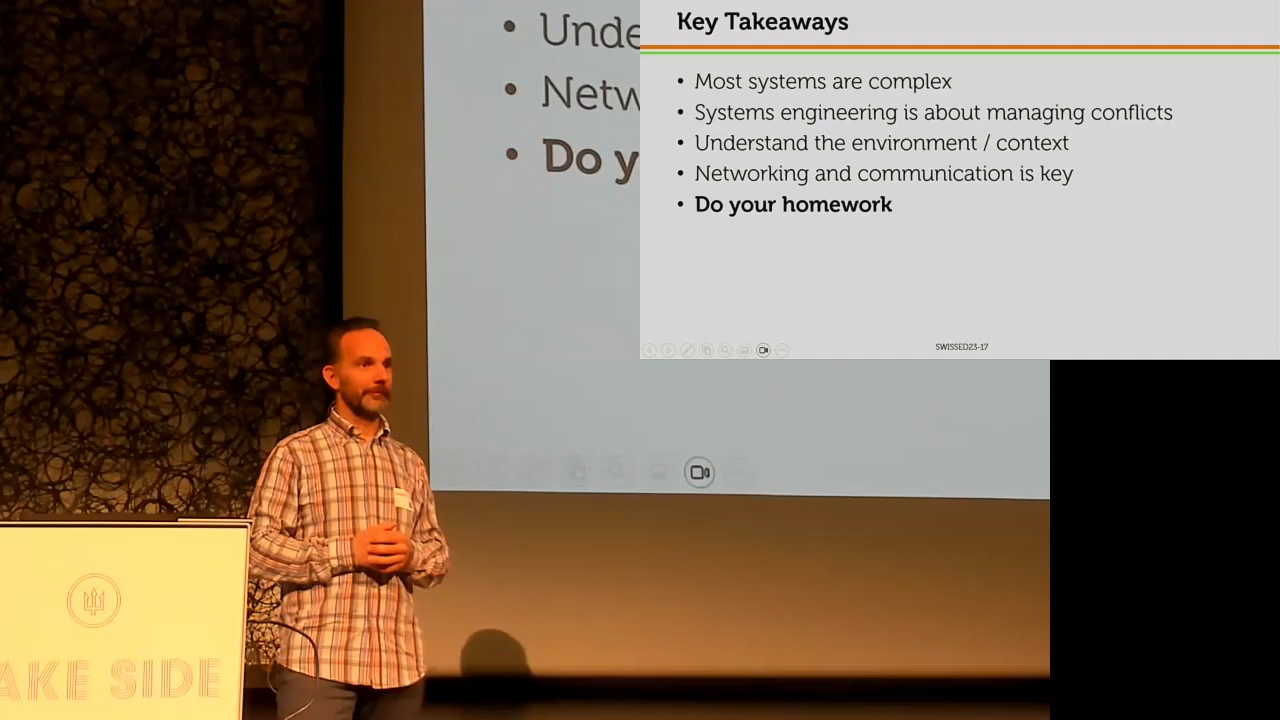 Key Takeaways
• Most systems are complex
• Systems engineering is about managing conflicts
• Understand the environment / context
• Networking and communication is key
• Do your homework
SWISSED23-17
• Unde
• Netw
• Do y
AKE SIDE